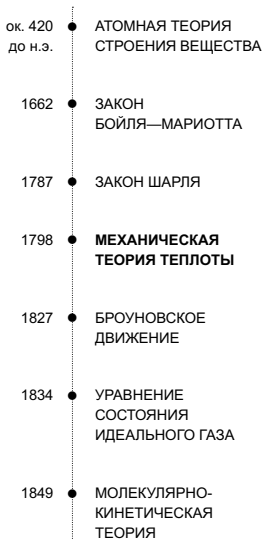 ок. 420 АТОМНАЯ ТЕОРИЯ
до н.э. СТРОЕНИЯ ВЕЩЕСТВА
1662 ЗАКОН
БОЙЛЯ—МАРИОТТА
1787 ЗАКОН ШАРЛЯ
1798 МЕХАНИЧЕСКАЯ
ТЕОРИЯ ТЕПЛОТЫ
1827 БРОУНОВСКОЕ
ДВИЖЕНИЕ
1834 УРАВНЕНИЕ
СОСТОЯНИЯ
ИДЕАЛЬНОГО ГАЗА
1849 МОЛЕКУЛЯРНО-
КИНЕТИЧЕСКАЯ
ТЕОРИЯ